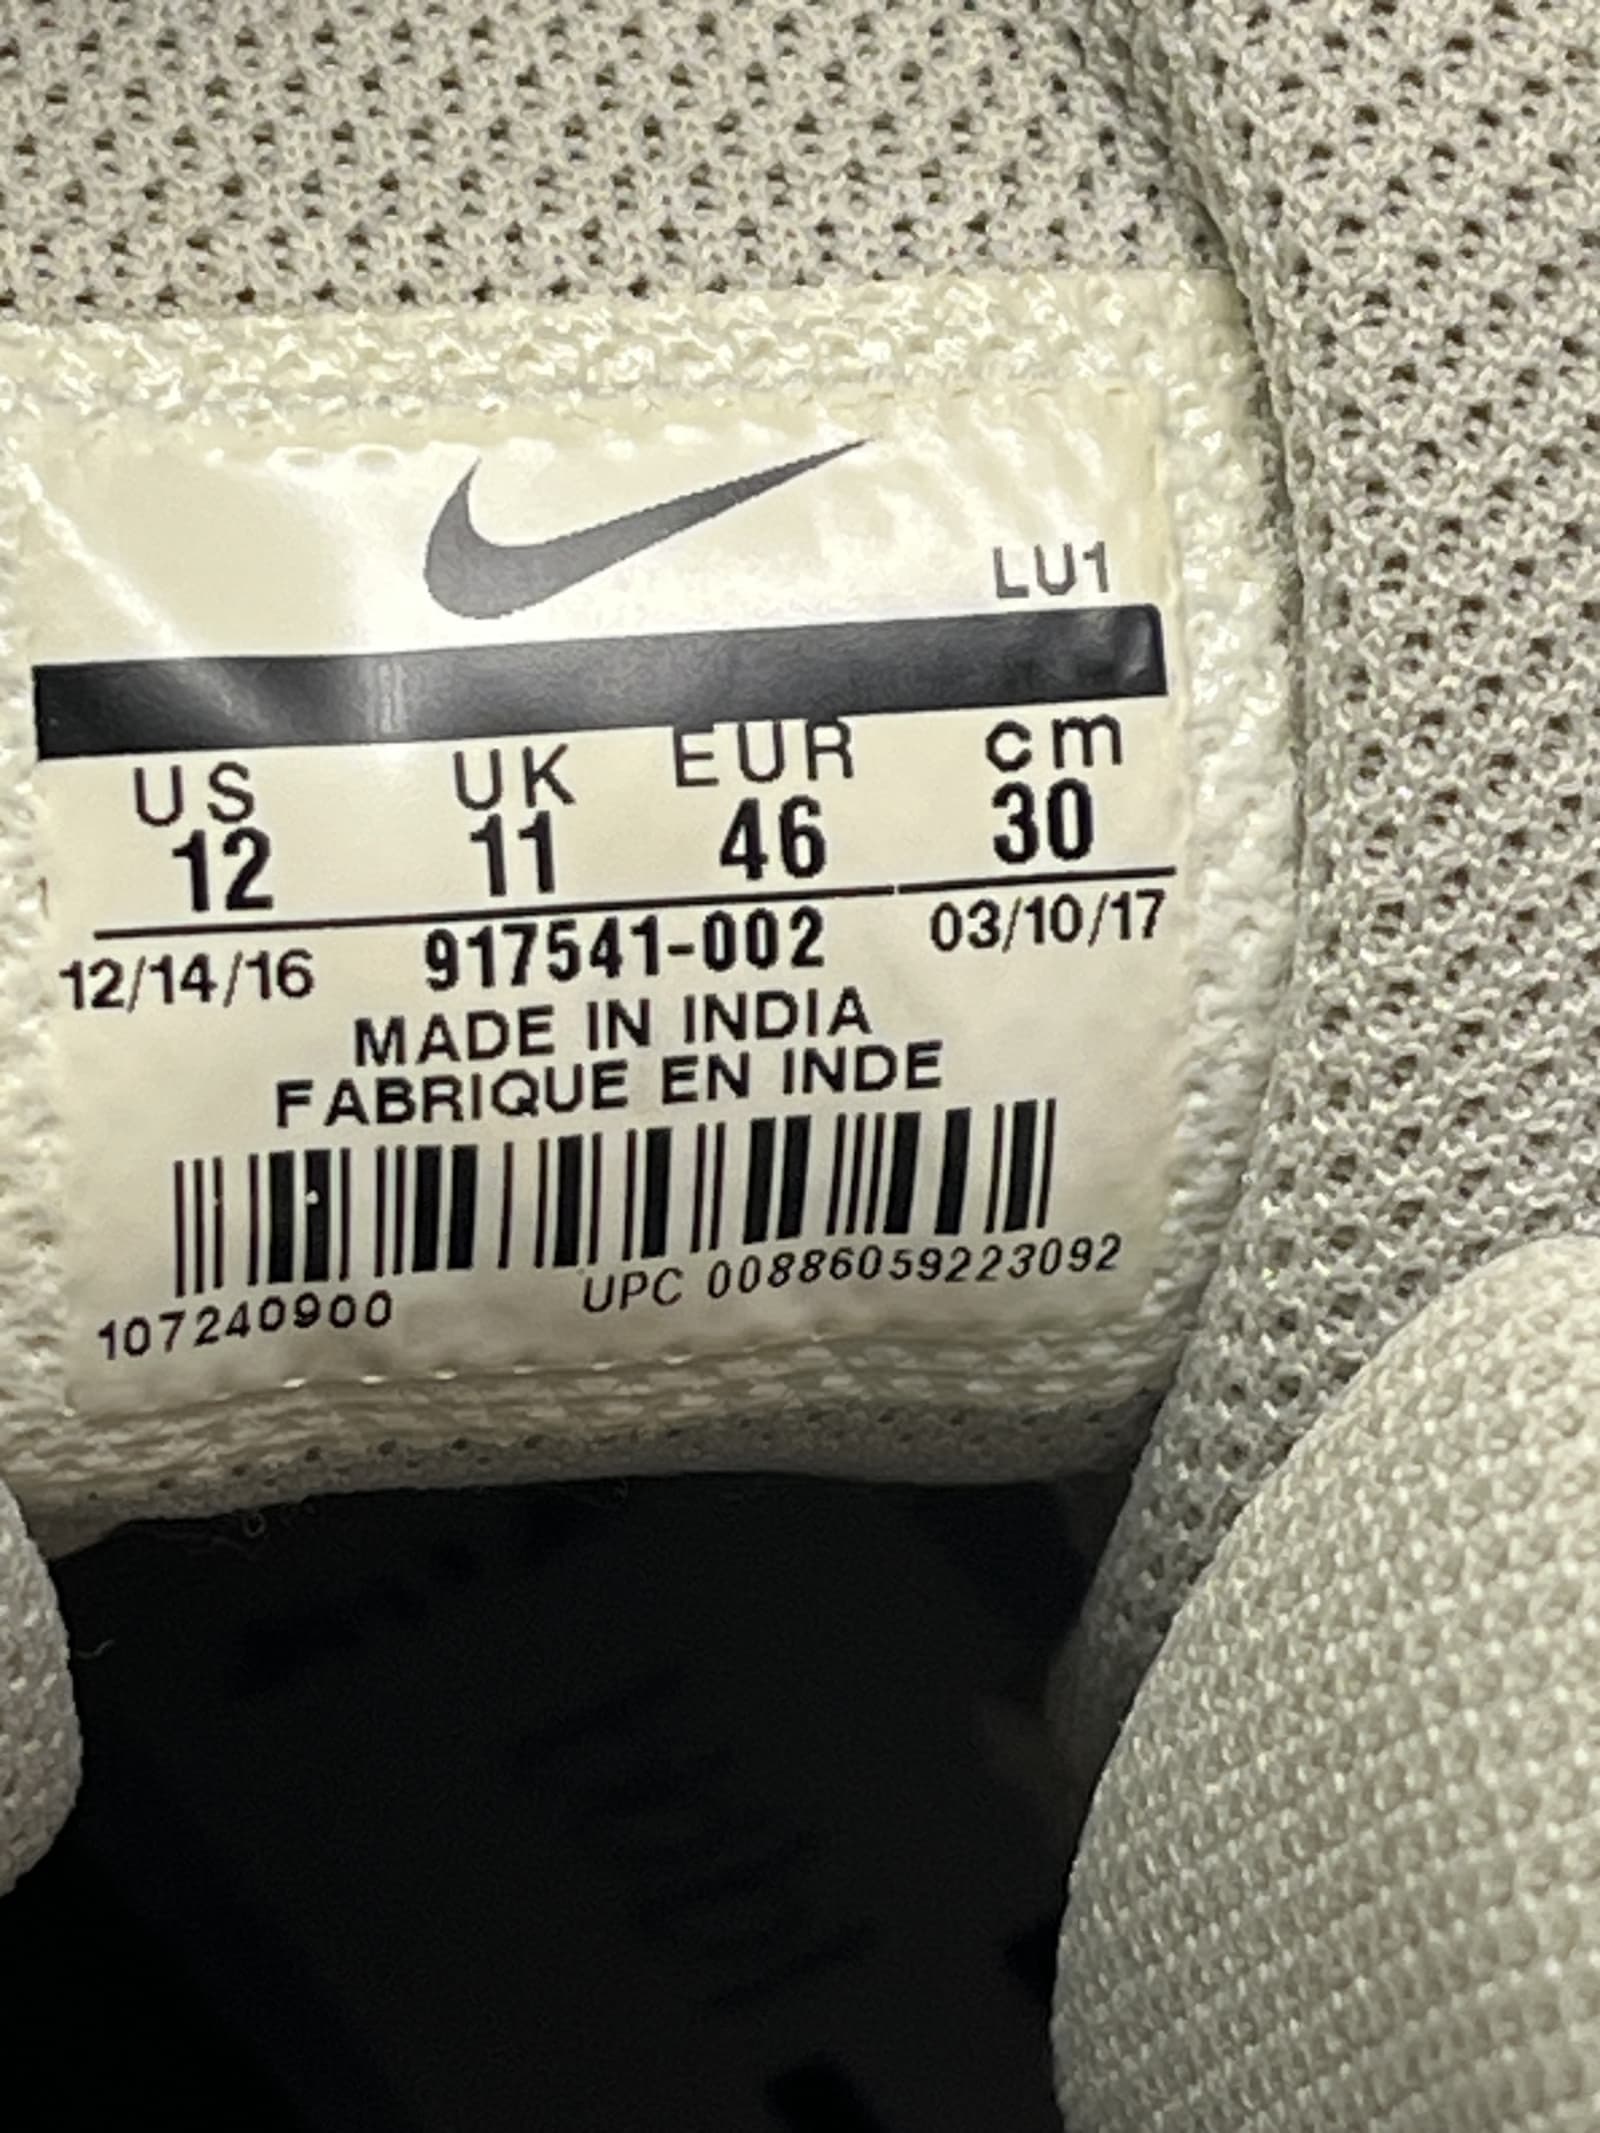 LU1
US UK EUR cm
12 11 46 30
12/14/16 917541-002 03/10/17
MADE IN INDIA
FABRIQUE EN INDE
107240900 UPC 00886059223092